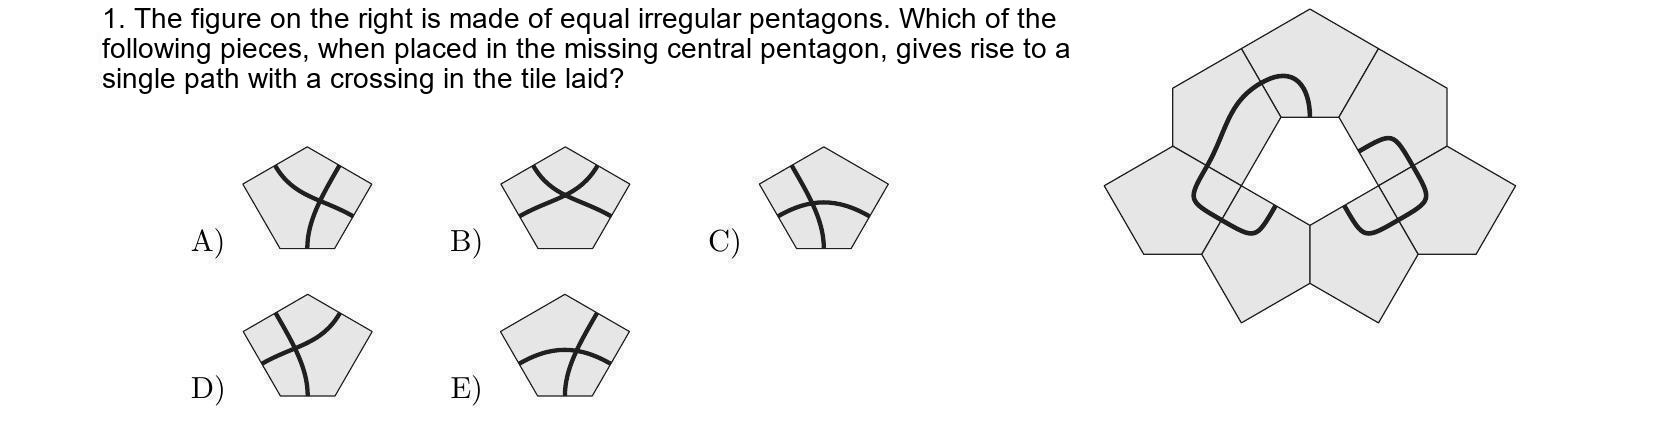 1. The figure on the right is made of equal irregular pentagons. Which of the
following pieces, when placed in the missing central pentagon, gives rise to a
single path with a crossing in the tile laid?
A)
B)
C)
D)
E)